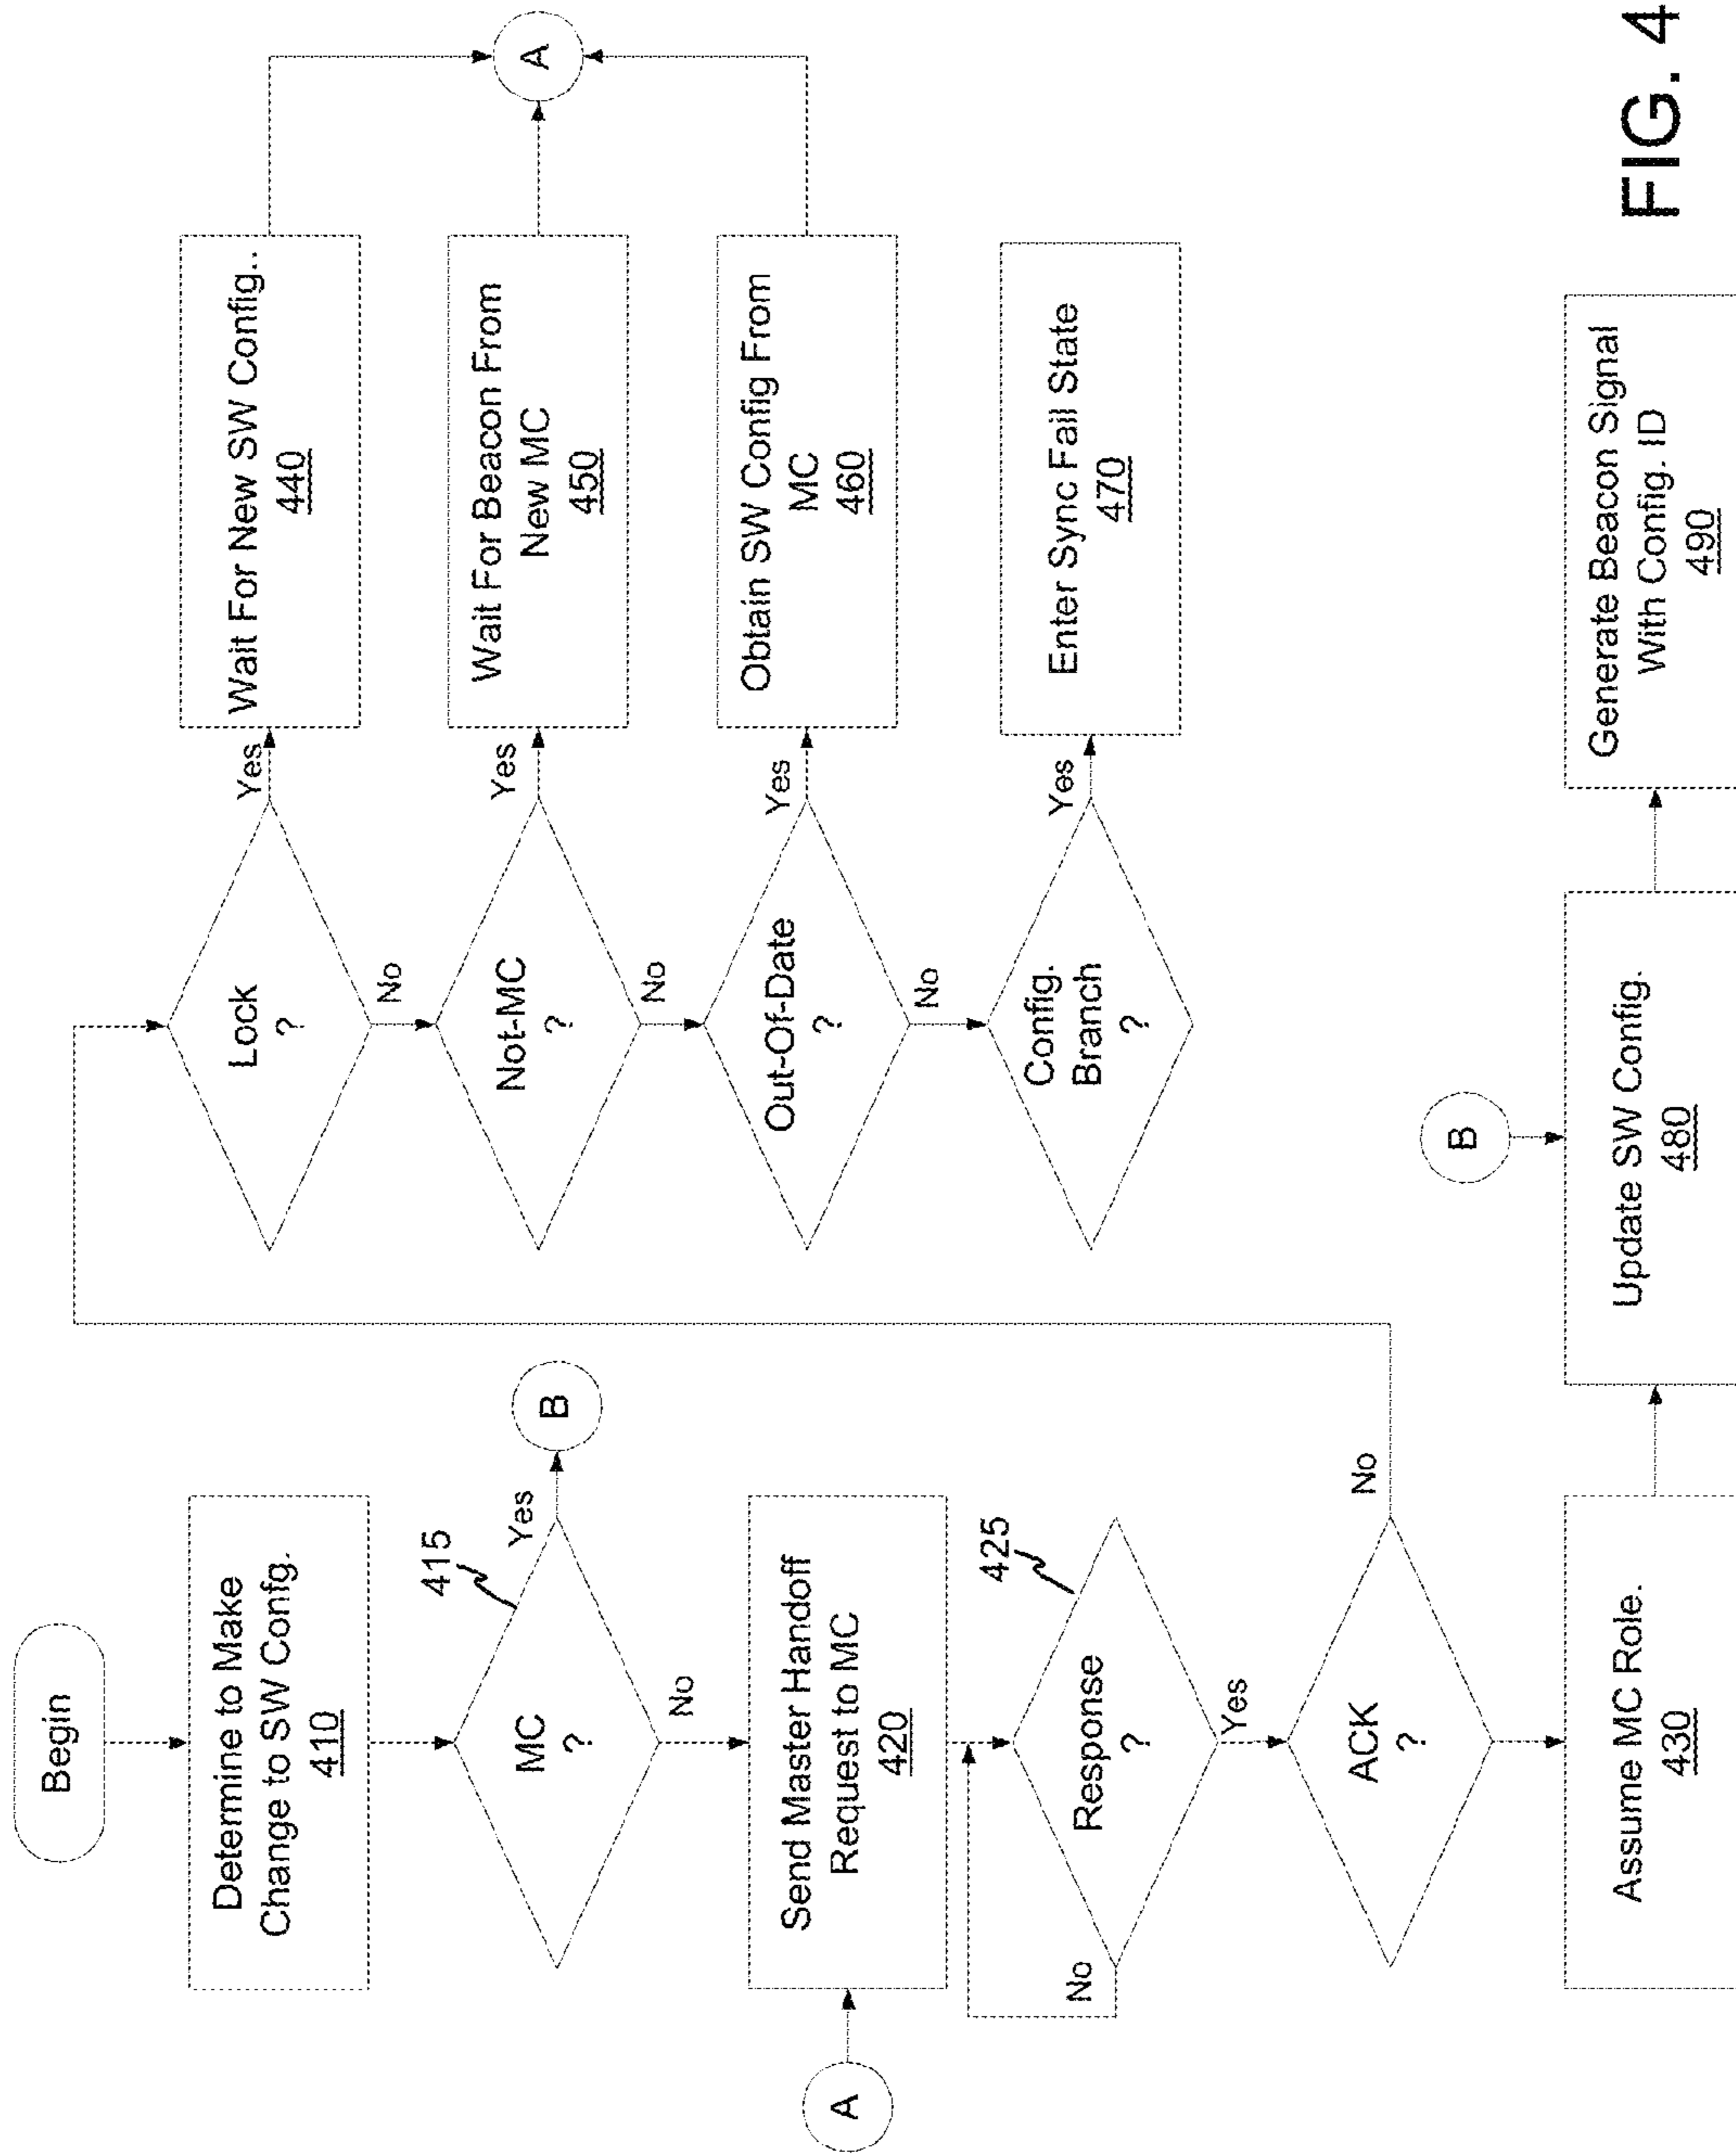 Begin
Determine to Make
Change to SW Confg.
410
415
MC
?
Yes
B
No
A
Send Master Handoff
Request to MC
420
425
Response
?
No
Yes
ACK
?
No
Assume MC Role.
430
Lock
?
Yes
Wait For New SW Config..
440
No
Not-MC
?
Yes
Wait For Beacon From
New MC
450
A
No
Out-Of-Date
?
Yes
Obtain SW Config From
MC
460
No
Config.
Branch
?
Yes
Enter Sync Fail State
470
B
Update SW Config.
480
Generate Beacon Signal
With Config. ID
490
FIG. 4